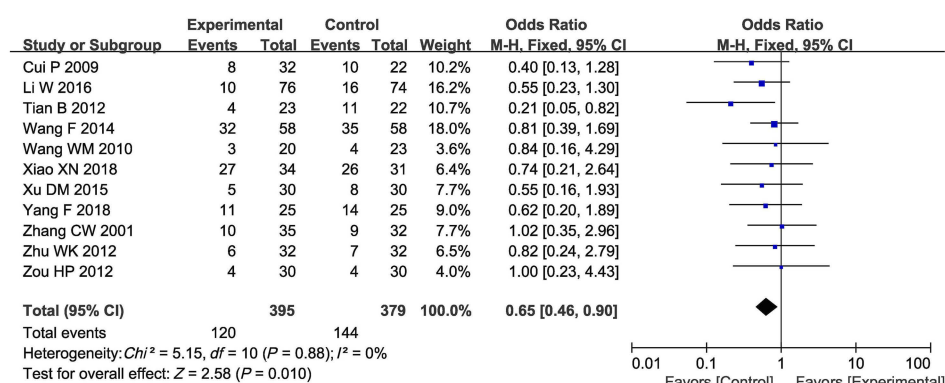 Experimental Control Odds Ratio Odds Ratio
Study or Subgroup Events Total Events Total Weight M-H, Fixed, 95% CI M-H, Fixed, 95% CI
Cui P 2009 8 32 10 22 10.2% 0.40 [0.13, 1.28]
Li W 2016 10 76 16 74 16.2% 0.55 [0.23, 1.30]
Tian B 2012 4 23 11 22 10.7% 0.21 [0.05, 0.82]
Wang F 2014 32 58 35 58 18.0% 0.81 [0.39, 1.69]
Wang WM 2010 3 20 4 23 3.6% 0.84 [0.16, 4.29]
Xiao XN 2018 27 34 26 31 6.4% 0.74 [0.21, 2.64]
Xu DM 2015 5 30 8 30 7.7% 0.55 [0.16, 1.93]
Yang F 2018 11 25 14 25 9.0% 0.62 [0.20, 1.89]
Zhang CW 2001 10 35 9 32 7.7% 1.02 [0.35, 2.96]
Zhu WK 2012 6 32 7 32 6.5% 0.82 [0.24, 2.79]
Zou HP 2012 4 30 4 30 4.0% 1.00 [0.23, 4.43]
Total (95% CI) 395 379 100.0% 0.65 [0.46, 0.90]
Total events 120 144
Heterogeneity: Chi² = 5.15, df = 10 (P = 0.88); I² = 0%
Test for overall effect: Z = 2.58 (P = 0.010)
0.01 0.1 1 10 100
Favors [Control] Favors [Experimental]